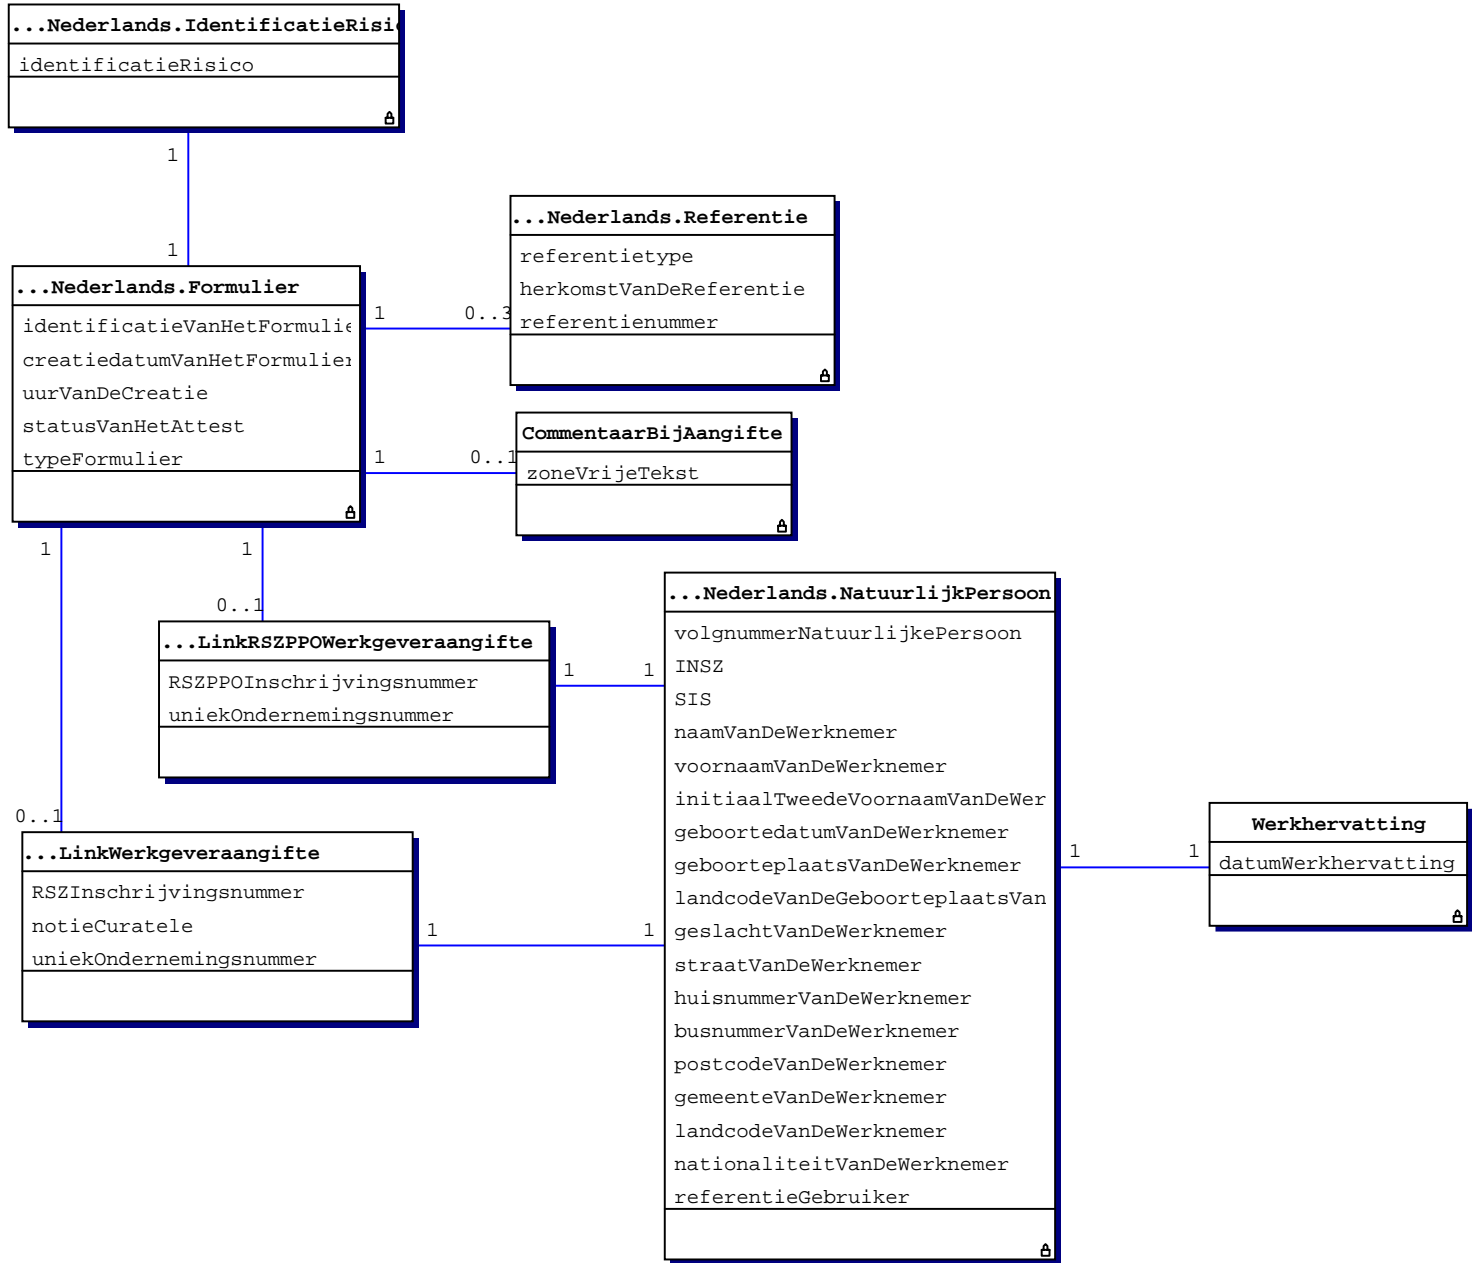 ...Nederlands.IdentificatieRisi
identificatieRisico
1
1
...Nederlands.Referentie
referentietype
herkomstVanDeReferentie
referentienummer
...Nederlands.Formulier
identificatieVanHetFormulie
creatiedatumVanHetFormulier
uurVanDeCreatie
statusVanHetAttest
typeFormulier
1
0..3
CommentaarBijAangifte
zoneVrijeTekst
1
0..1
1
1
0..1
...LinkRSZPPOWerkgeveraangifte
RSZPPOInschrijvingsnummer
uniekOndernemingsnummer
1
1
...Nederlands.NatuurlijkPersoon
volgnummerNatuurlijkePersoon
INSZ
SIS
naamVanDeWerknemer
voornaamVanDeWerknemer
initiaalTweedeVoornaamVanDeWer
geboortedatumVanDeWerknemer
geboorteplaatsVanDeWerknemer
landcodeVanDeGeboorteplaatsVan
geslachtVanDeWerknemer
straatVanDeWerknemer
huisnummerVanDeWerknemer
busnummerVanDeWerknemer
postcodeVanDeWerknemer
gemeenteVanDeWerknemer
landcodeVanDeWerknemer
nationaliteitVanDeWerknemer
referentieGebruiker
0..1
...LinkWerkgeveraangifte
RSZInschrijvingsnummer
notieCuratele
uniekOndernemingsnummer
1
1
1
1
Werkhervatting
datumWerkhervatting